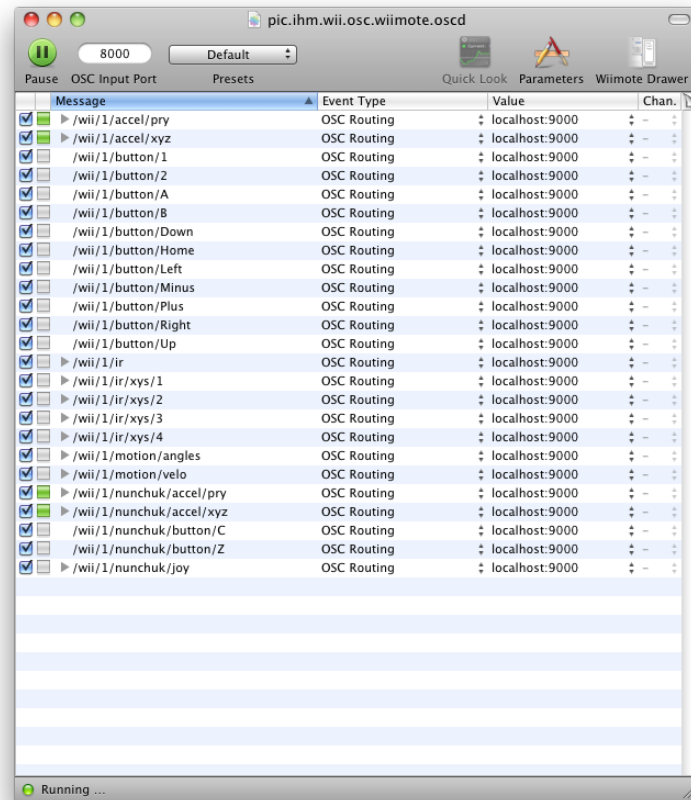 pic.ihm.wii.osc.wiimote.oscd
8000 Default
Pause OSC Input Port Presets Quick Look Parameters Wiimote Drawer
Message Event Type Value Chan.
/wii/1/accel/pry OSC Routing localhost:9000 –
/wii/1/accel/xyz OSC Routing localhost:9000 –
/wii/1/button/1 OSC Routing localhost:9000 –
/wii/1/button/2 OSC Routing localhost:9000 –
/wii/1/button/A OSC Routing localhost:9000 –
/wii/1/button/B OSC Routing localhost:9000 –
/wii/1/button/Down OSC Routing localhost:9000 –
/wii/1/button/Home OSC Routing localhost:9000 –
/wii/1/button/Left OSC Routing localhost:9000 –
/wii/1/button/Minus OSC Routing localhost:9000 –
/wii/1/button/Plus OSC Routing localhost:9000 –
/wii/1/button/Right OSC Routing localhost:9000 –
/wii/1/button/Up OSC Routing localhost:9000 –
/wii/1/ir OSC Routing localhost:9000 –
/wii/1/ir/xys/1 OSC Routing localhost:9000 –
/wii/1/ir/xys/2 OSC Routing localhost:9000 –
/wii/1/ir/xys/3 OSC Routing localhost:9000 –
/wii/1/ir/xys/4 OSC Routing localhost:9000 –
/wii/1/motion/angles OSC Routing localhost:9000 –
/wii/1/motion/velo OSC Routing localhost:9000 –
/wii/1/nunchuk/accel/pry OSC Routing localhost:9000 –
/wii/1/nunchuk/accel/xyz OSC Routing localhost:9000 –
/wii/1/nunchuk/button/C OSC Routing localhost:9000 –
/wii/1/nunchuk/button/Z OSC Routing localhost:9000 –
/wii/1/nunchuk/joy OSC Routing localhost:9000 –
Running ...